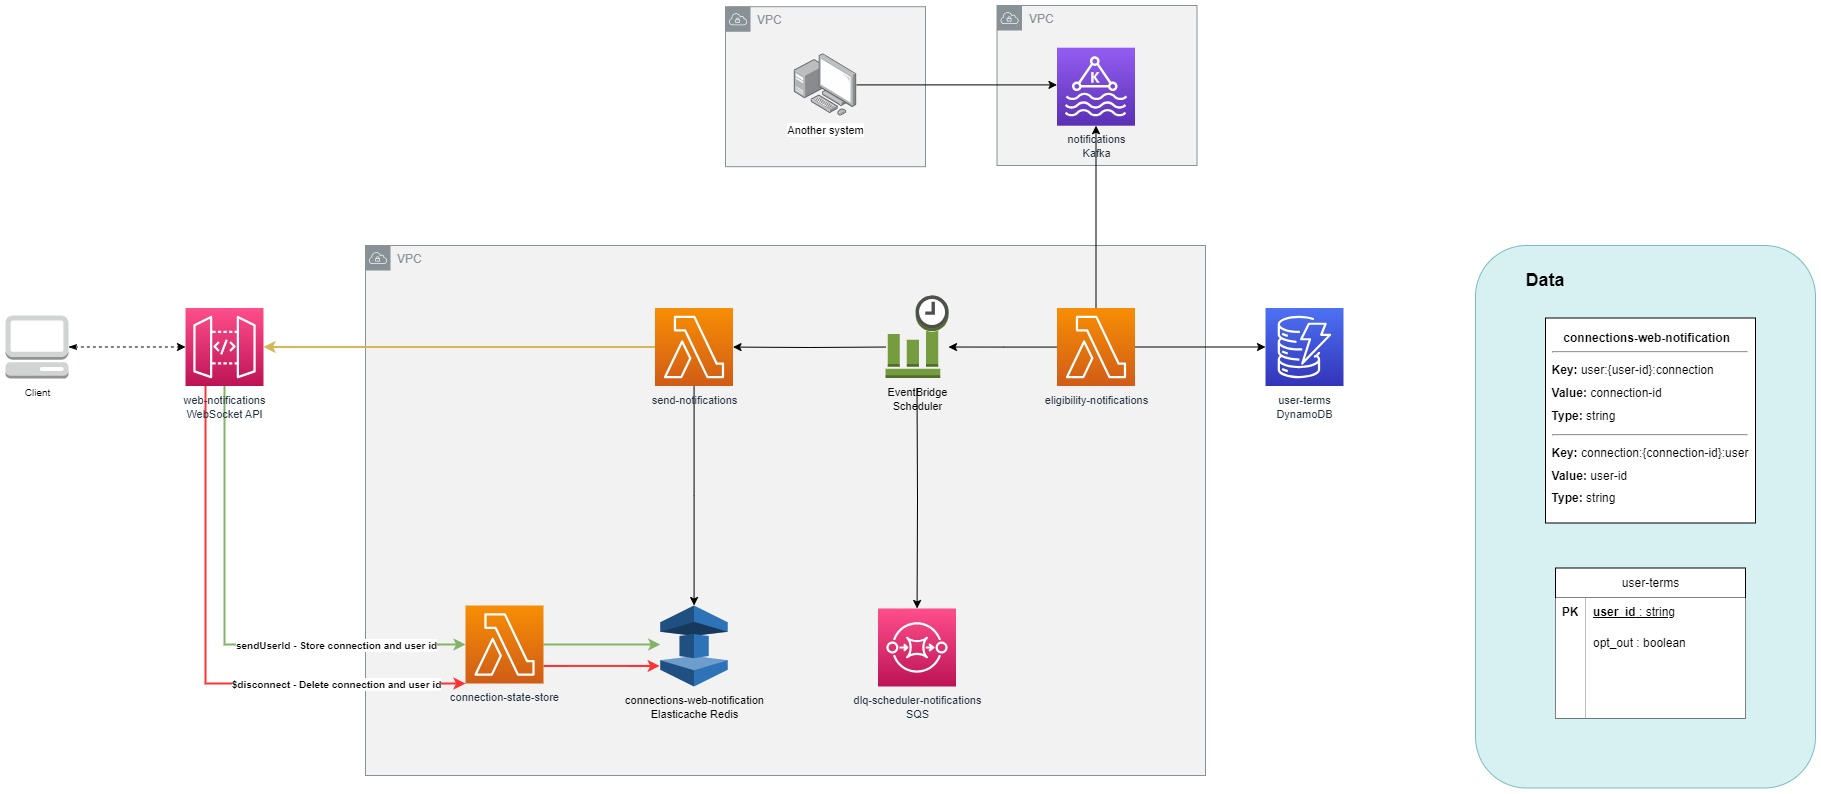 VPC
Another system
VPC
K
notifications
Kafka
VPC
Client
web-notifications
WebSocket API
send-notifications
EventBridge
Scheduler
eligibility-notifications
user-terms
DynamoDB
sendUserId - Store connection and user id
$disconnect - Delete connection and user id
connection-state-store
connections-web-notification
Elasticache Redis
dlq-scheduler-notifications
SQS
Data
connections-web-notification
Key: user:{user-id}:connection
Value: connection-id
Type: string
Key: connection:{connection-id}:user
Value: user-id
Type: string
user-terms
PK user_id : string
opt_out : boolean